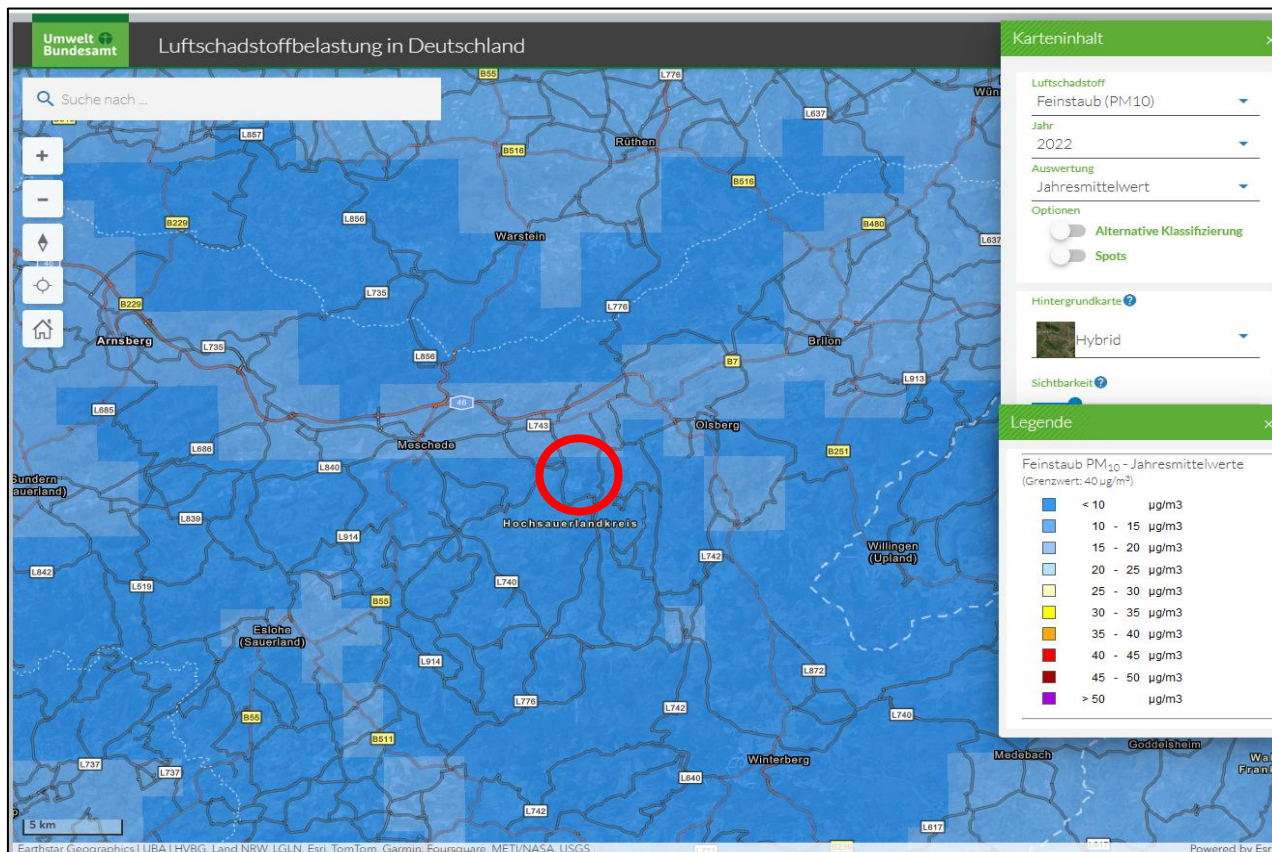 Umwelt
Bundesamt
Luftschadstoffbelastung in Deutschland
Suche nach ...
Karteninhalt
Luftschadstoff
Feinstaub (PM10)
Jahr
2022
Auswertung
Jahresmittelwert
Optionen
Alternative Klassifizierung
Spots
Hintergrundkarte
Hybrid
Sichtbarkeit
Legende
Feinstaub PM10 - Jahresmittelwerte
(Grenzwert: 40 µg/m³)
< 10 µg/m3
10 - 15 µg/m3
15 - 20 µg/m3
20 - 25 µg/m3
25 - 30 µg/m3
30 - 35 µg/m3
35 - 40 µg/m3
40 - 45 µg/m3
45 - 50 µg/m3
> 50 µg/m3
B55
L776
L637
L857
B516
Rüthen
B516
B229
L856
B480
Warstein
L637
L735
L776
B229
Arnsberg
L735
L856
Brilon
B7
L913
46
L685
L743
Olsberg
Meschede
L686
L840
B251
Sundern
L839
Hochsauerlandkreis
L914
Willingen
(Upland)
L742
L842
L519
L740
B55
Eslohe
(Sauerland)
L914
L872
L776
L742
L740
B55
B511
Goddelsheim
Medebach
Winterberg
L737
L737
L640
L742
L617
5 km
Earthstar Geographics | UBA | HVBG, Land NRW, LGLN, Esri, TomTom, Garmin, Foursquare, METI/NASA, USGS
Powered by Esri